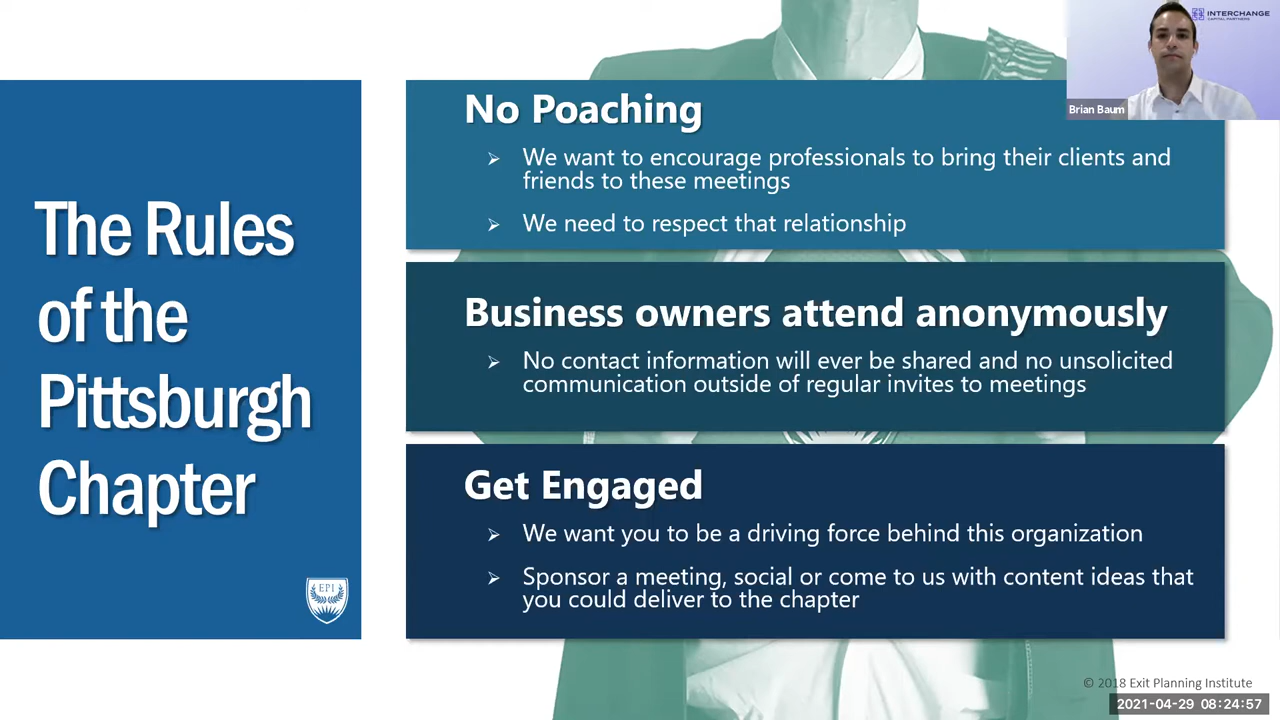 The Rules
of the
Pittsburgh
Chapter
EPI
No Poaching
We want to encourage professionals to bring their clients and
friends to these meetings
We need to respect that relationship
Business owners attend anonymously
No contact information will ever be shared and no unsolicited
communication outside of regular invites to meetings
Get Engaged
We want you to be a driving force behind this organization
Sponsor a meeting, social or come to us with content ideas that
you could deliver to the chapter
INTERCHANGE
CAPITAL PARTNERS
Brian Baum
© 2018 Exit Planning Institute
2021-04-29 08:24:57